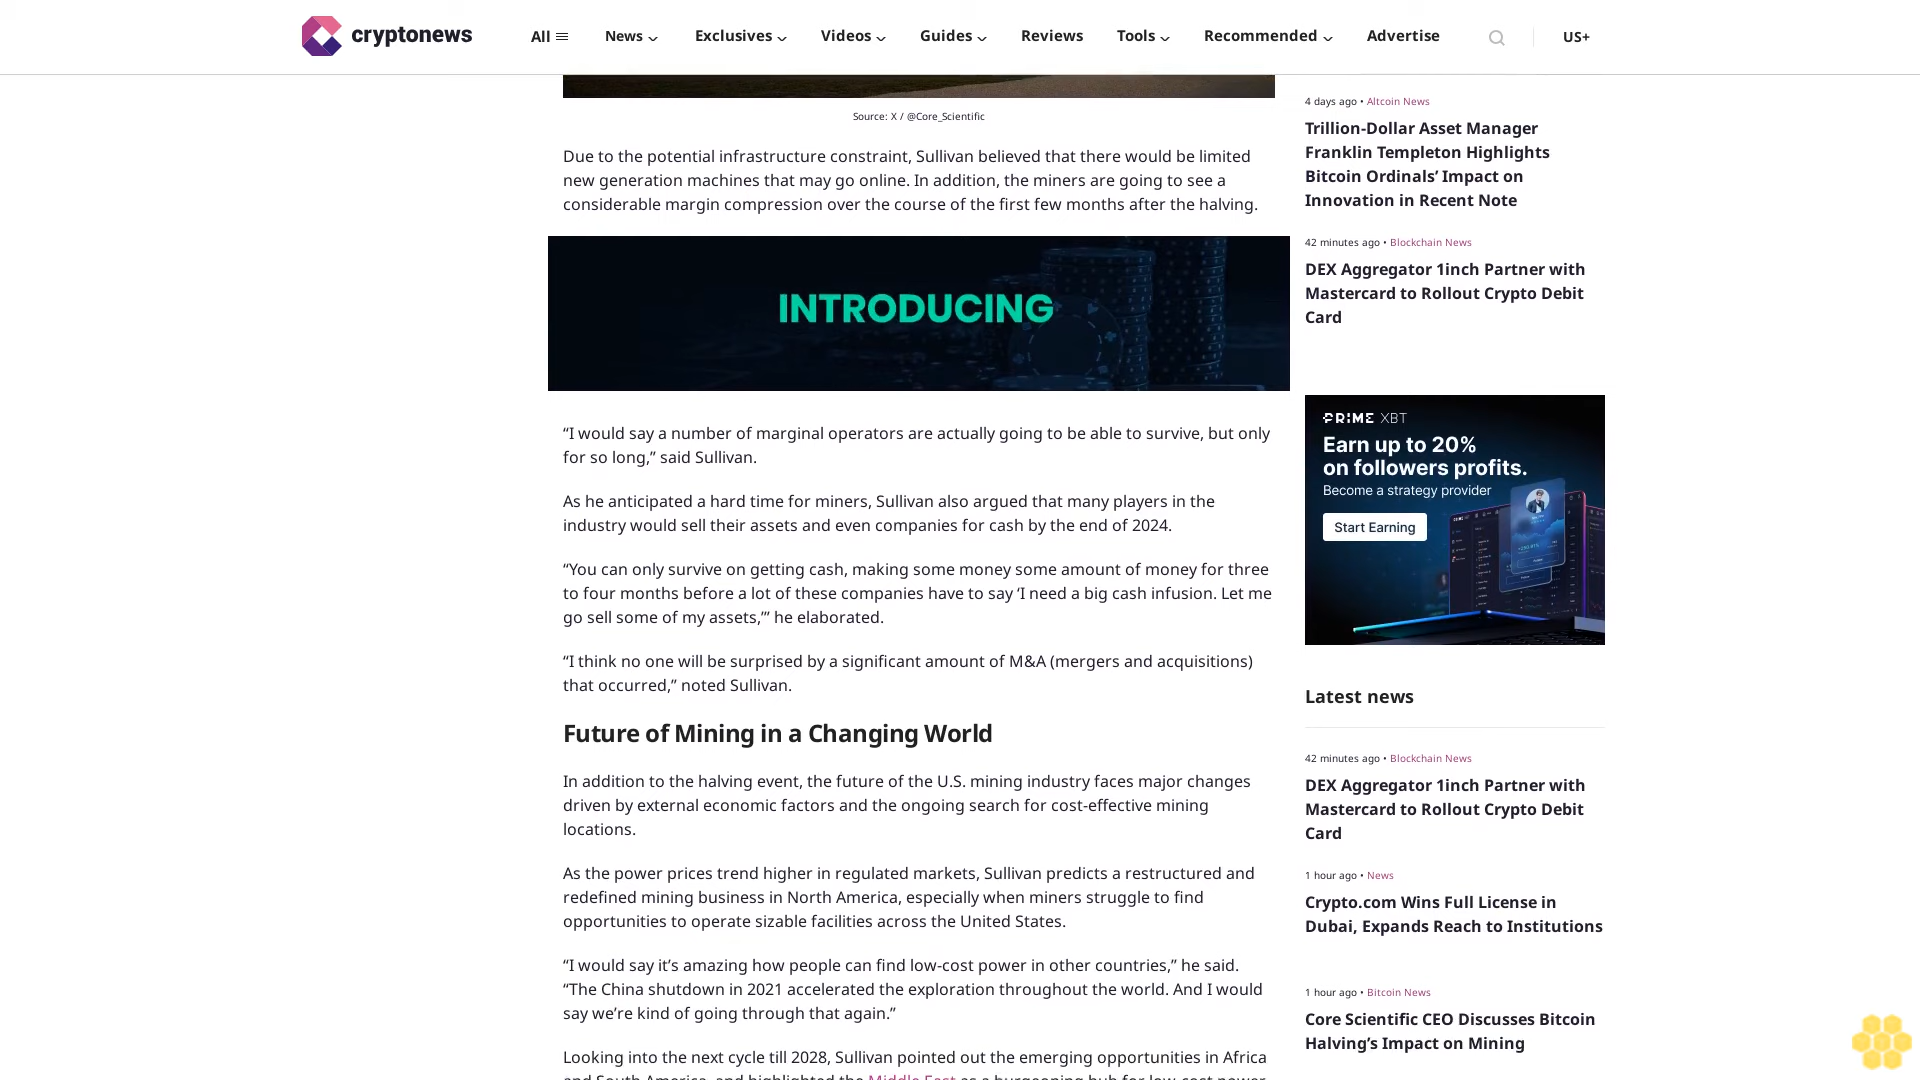 cryptonews
All
News
Exclusives
Videos
Guides
Reviews
Tools
Recommended
Advertise
US+
Source: X / @Core_Scientific
Due to the potential infrastructure constraint, Sullivan believed that there would be limited
new generation machines that may go online. In addition, the miners are going to see a
considerable margin compression over the course of the first few months after the halving.
INTRODUCING
“I would say a number of marginal operators are actually going to be able to survive, but only
for so long,” said Sullivan.
As he anticipated a hard time for miners, Sullivan also argued that many players in the
industry would sell their assets and even companies for cash by the end of 2024.
“You can only survive on getting cash, making some money some amount of money for three
to four months before a lot of these companies have to say ‘I need a big cash infusion. Let me
go sell some of my assets,’” he elaborated.
“I think no one will be surprised by a significant amount of M&A (mergers and acquisitions)
that occurred,” noted Sullivan.
Future of Mining in a Changing World
In addition to the halving event, the future of the U.S. mining industry faces major changes
driven by external economic factors and the ongoing search for cost-effective mining
locations.
As the power prices trend higher in regulated markets, Sullivan predicts a restructured and
redefined mining business in North America, especially when miners struggle to find
opportunities to operate sizable facilities across the United States.
“I would say it’s amazing how people can find low-cost power in other countries,” he said.
“The China shutdown in 2021 accelerated the exploration throughout the world. And I would
say we’re kind of going through that again.”
Looking into the next cycle till 2028, Sullivan pointed out the emerging opportunities in Africa
and South America, and highlighted the Middle East as a burgeoning hub for low-cost power
4 days ago • Altcoin News
Trillion-Dollar Asset Manager
Franklin Templeton Highlights
Bitcoin Ordinals’ Impact on
Innovation in Recent Note
42 minutes ago • Blockchain News
DEX Aggregator 1inch Partner with
Mastercard to Rollout Crypto Debit
Card
PRIME XBT
Earn up to 20%
on followers profits.
Become a strategy provider
Start Earning
Latest news
42 minutes ago • Blockchain News
DEX Aggregator 1inch Partner with
Mastercard to Rollout Crypto Debit
Card
1 hour ago • News
Crypto.com Wins Full License in
Dubai, Expands Reach to Institutions
1 hour ago • Bitcoin News
Core Scientific CEO Discusses Bitcoin
Halving’s Impact on Mining